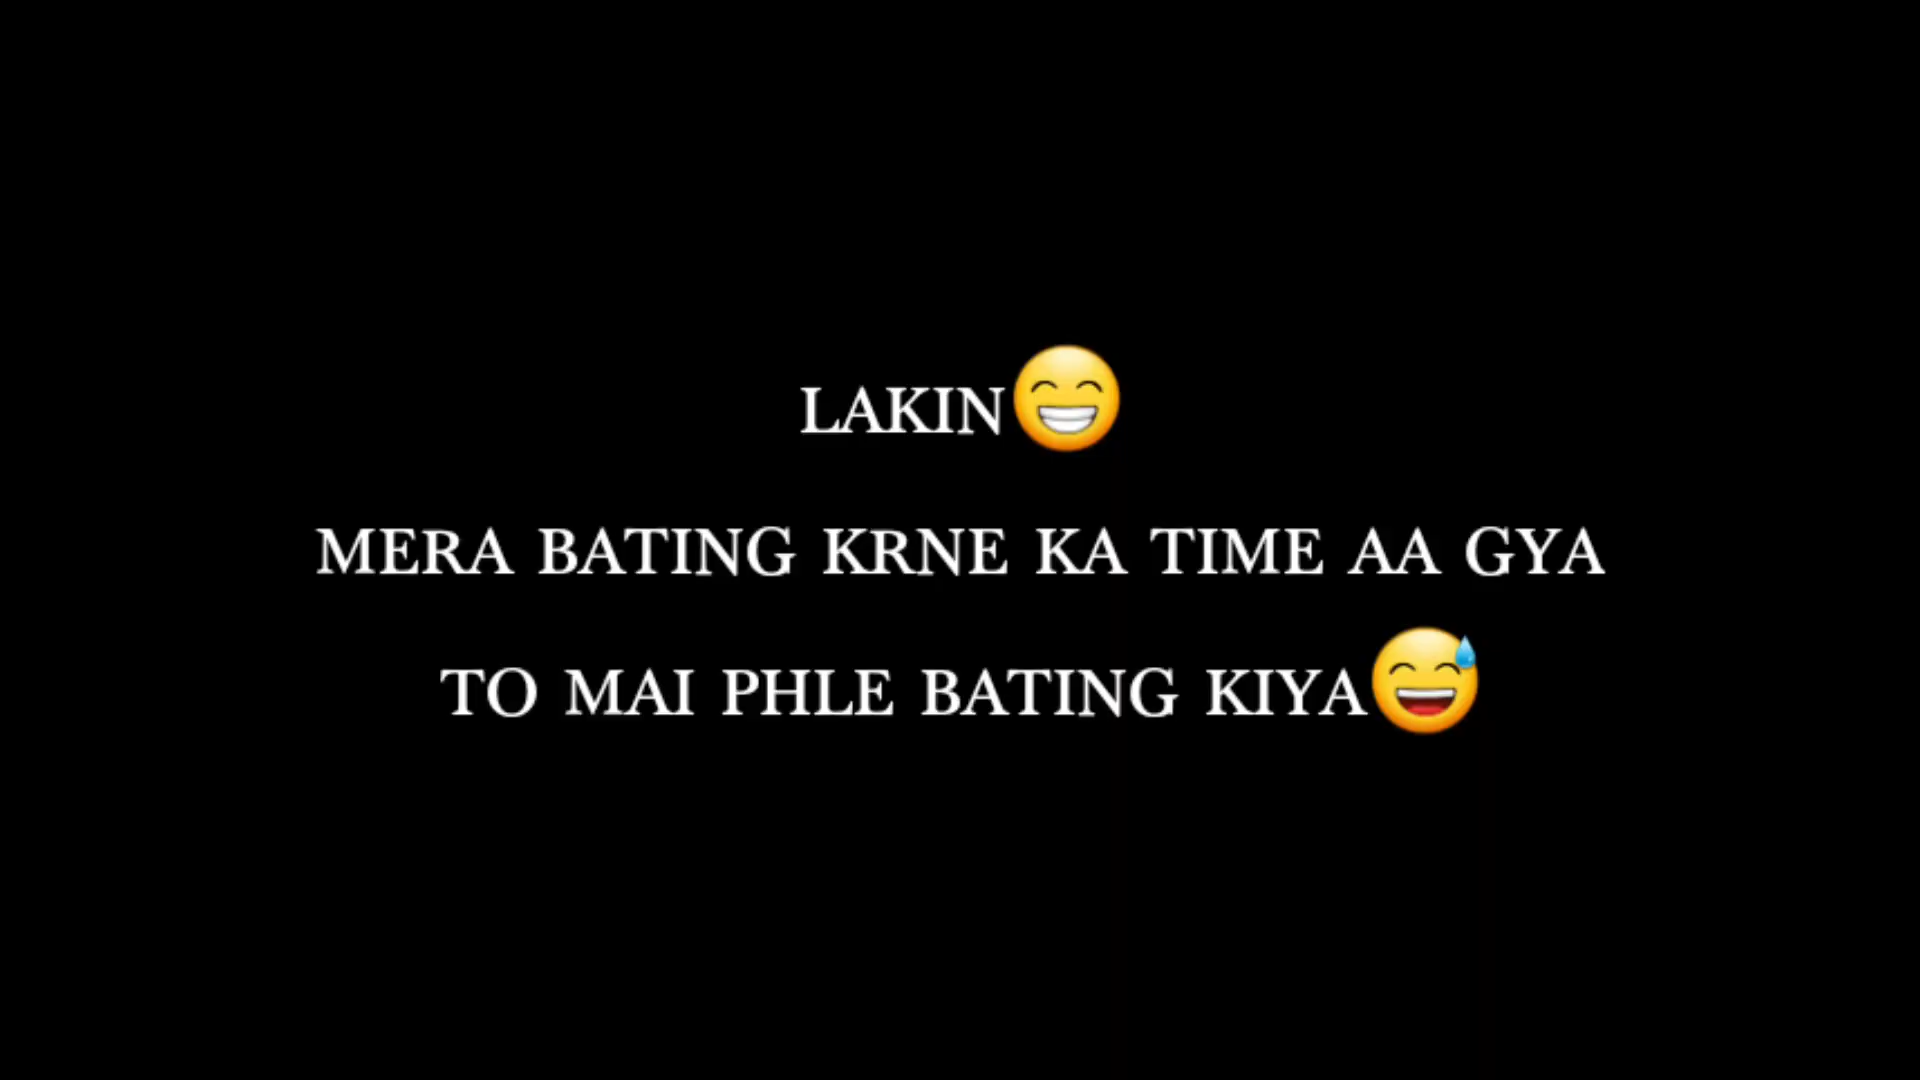 LAKIN😁
MERA BATING KRNE KA TIME AA GYA
TO MAI PHLE BATING KIYA😅